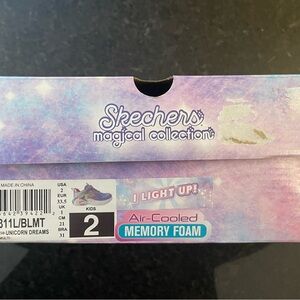 Skechers
magical collection
MADE IN CHINA
USA 2
EUR 33.5
UK 1
CM 21
BRA 31
KIDS
2
I LIGHT UP!
Air-Cooled
MEMORY FOAM
311L/BLMT
UNICORN DREAMS
MULTI